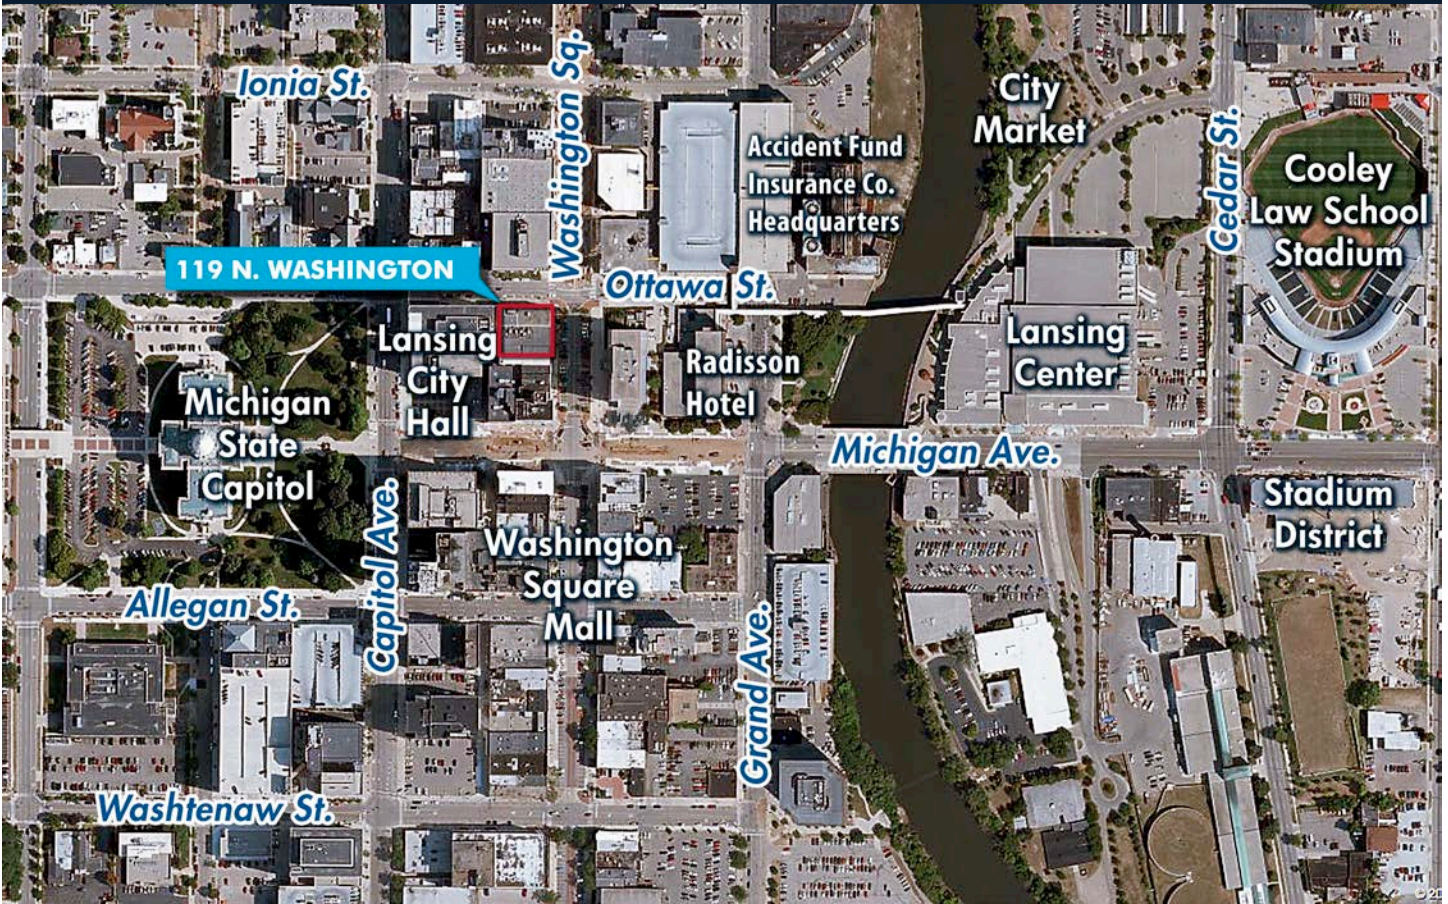 Ionia St.
Washington Sq.
City
Market
Accident Fund
Insurance Co.
Headquarters
Cedar St.
Cooley
Law School
Stadium
119 N. WASHINGTON
Ottawa St.
Lansing
City
Hall
Radisson
Hotel
Lansing
Center
Michigan
State
Capitol
Michigan Ave.
Capitol Ave.
Washington
Square
Mall
Stadium
District
Allegan St.
Grand Ave.
Washtenaw St.